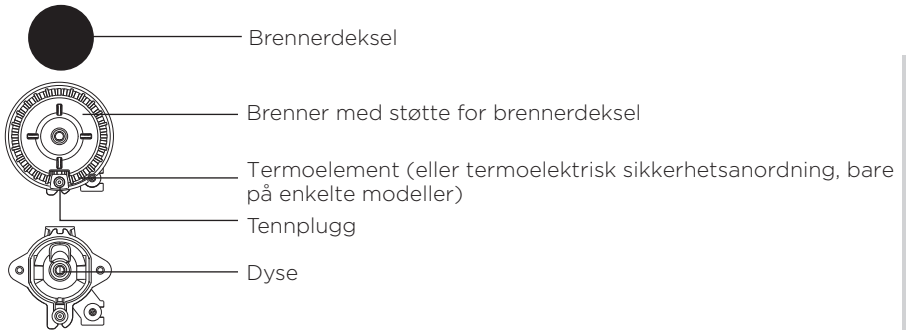 Brennerdeksel
Brenner med støtte for brennerdeksel
Termoelement (eller termoelektrisk sikkerhetsanordning, bare
på enkelte modeller)
Tennplugg
Dyse